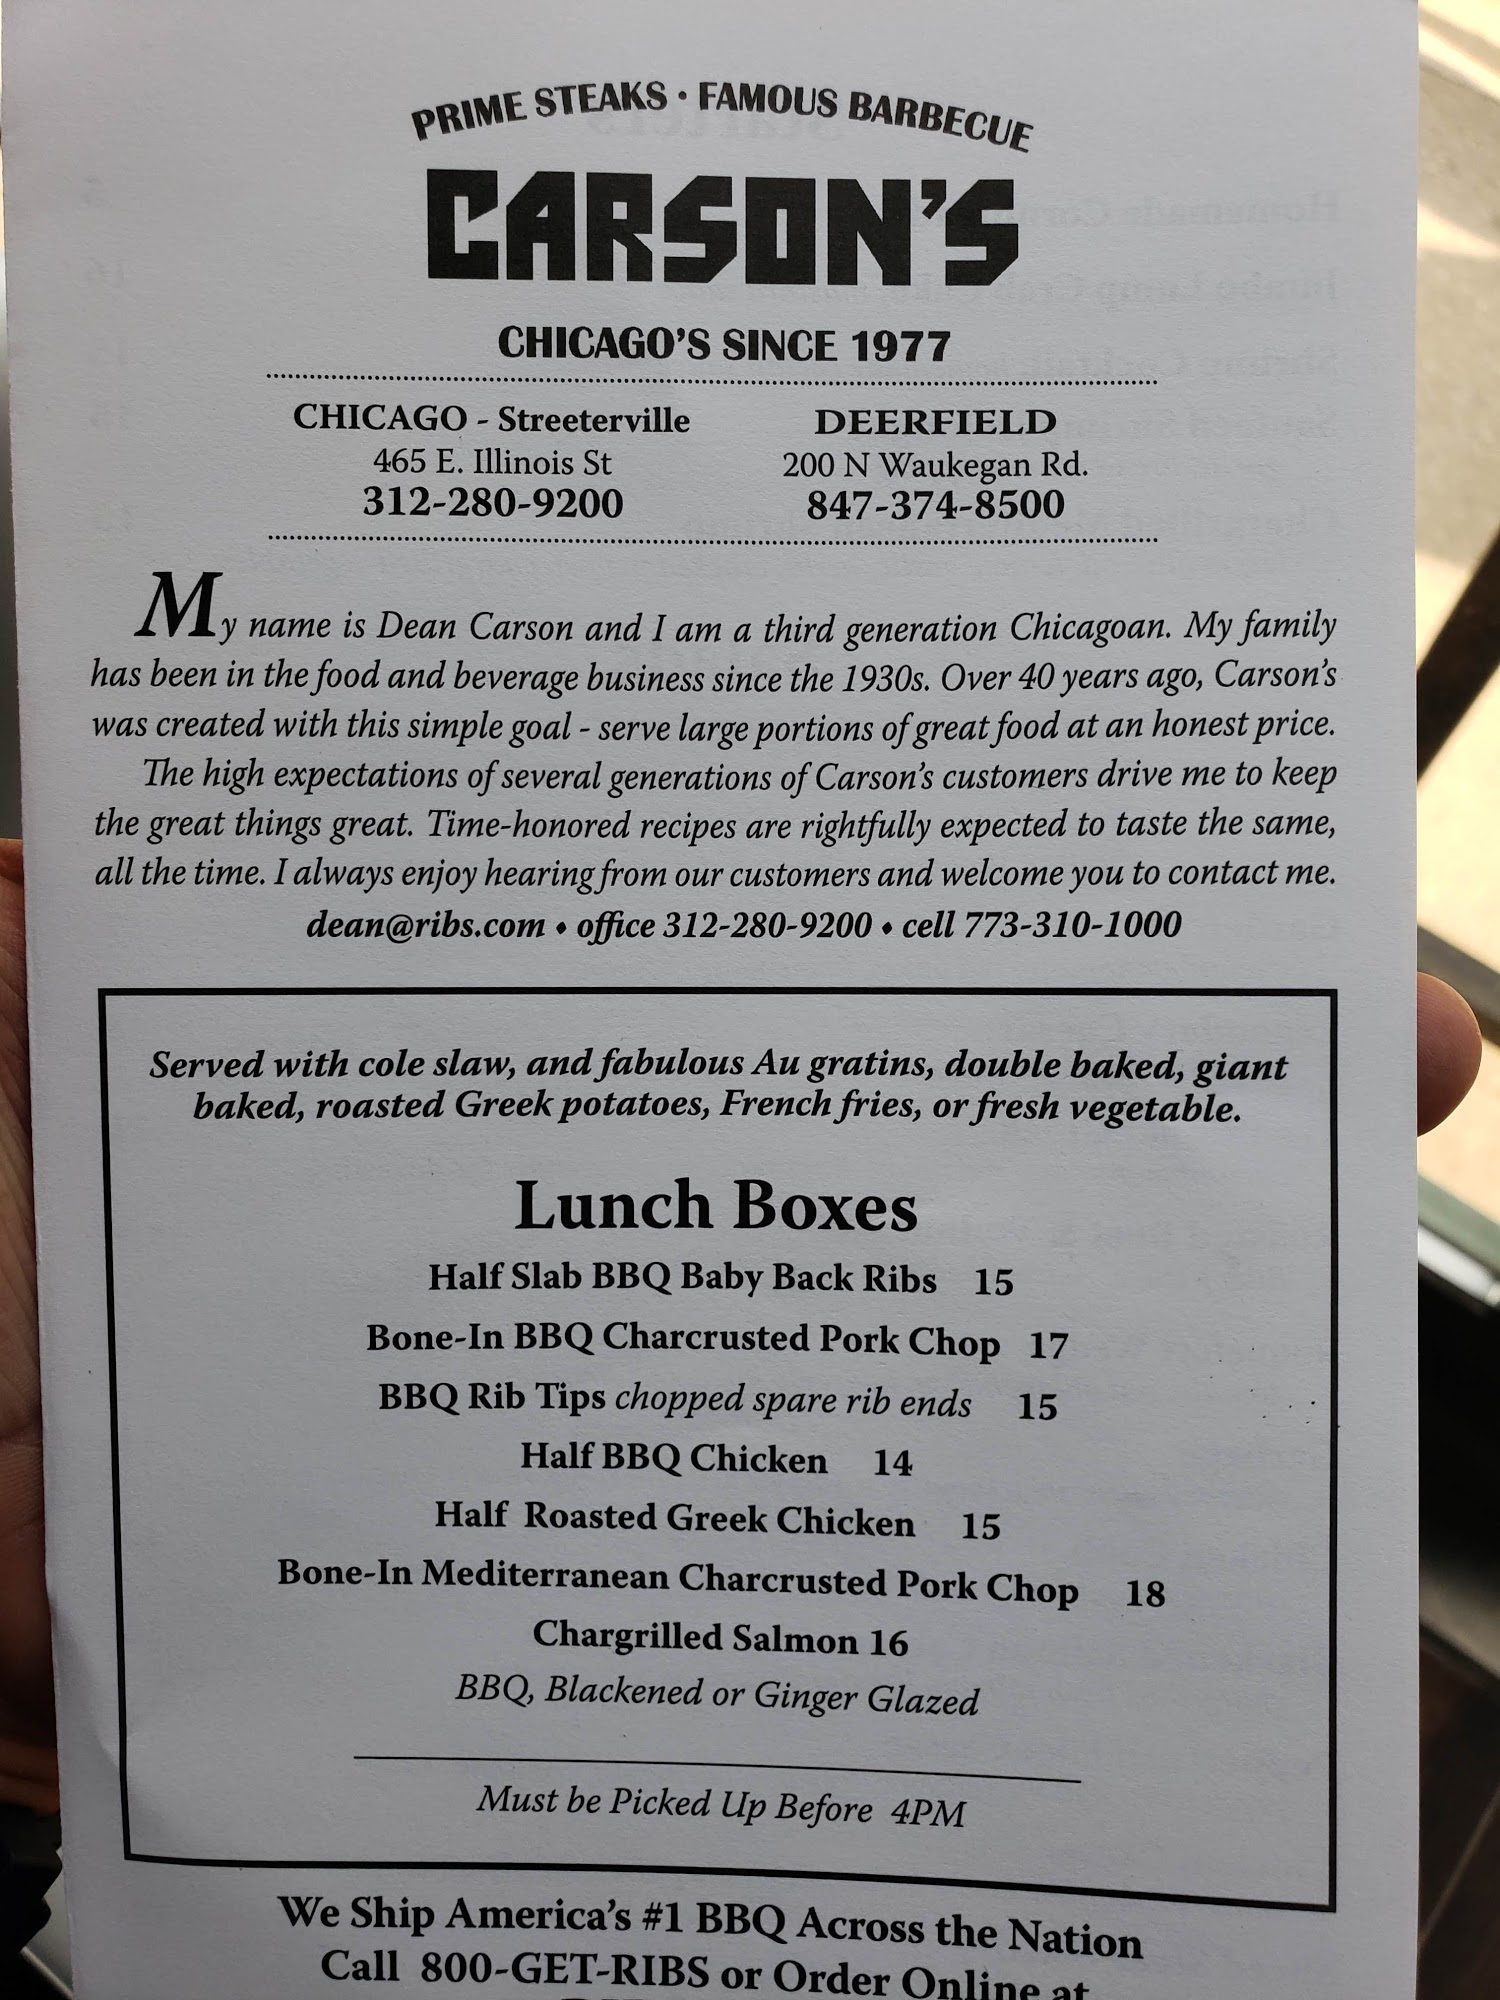 PRIME STEAKS • FAMOUS BARBECUE
CARSON'S
CHICAGO'S SINCE 1977
CHICAGO - Streeterville
465 E. Illinois St
312-280-9200
DEERFIELD
200 N Waukegan Rd.
847-374-8500
My name is Dean Carson and I am a third generation Chicagoan. My family
has been in the food and beverage business since the 1930s. Over 40 years ago, Carson's
was created with this simple goal - serve large portions of great food at an honest price.
The high expectations of several generations of Carson's customers drive me to keep
the great things great. Time-honored recipes are rightfully expected to taste the same,
all the time. I always enjoy hearing from our customers and welcome you to contact me.
dean@ribs.com • office 312-280-9200 • cell 773-310-1000
Served with cole slaw, and fabulous Au gratins, double baked, giant
baked, roasted Greek potatoes, French fries, or fresh vegetable.
Lunch Boxes
Half Slab BBQ Baby Back Ribs 15
Bone-In BBQ Charcrusted Pork Chop 17
BBQ Rib Tips chopped spare rib ends 15
Half BBQ Chicken 14
Half Roasted Greek Chicken 15
Bone-In Mediterranean Charcrusted Pork Chop 18
Chargrilled Salmon 16
BBQ, Blackened or Ginger Glazed
Must be Picked Up Before 4PM
We Ship America's #1 BBQ Across the Nation
Call 800-GET-RIBS or Order Online at